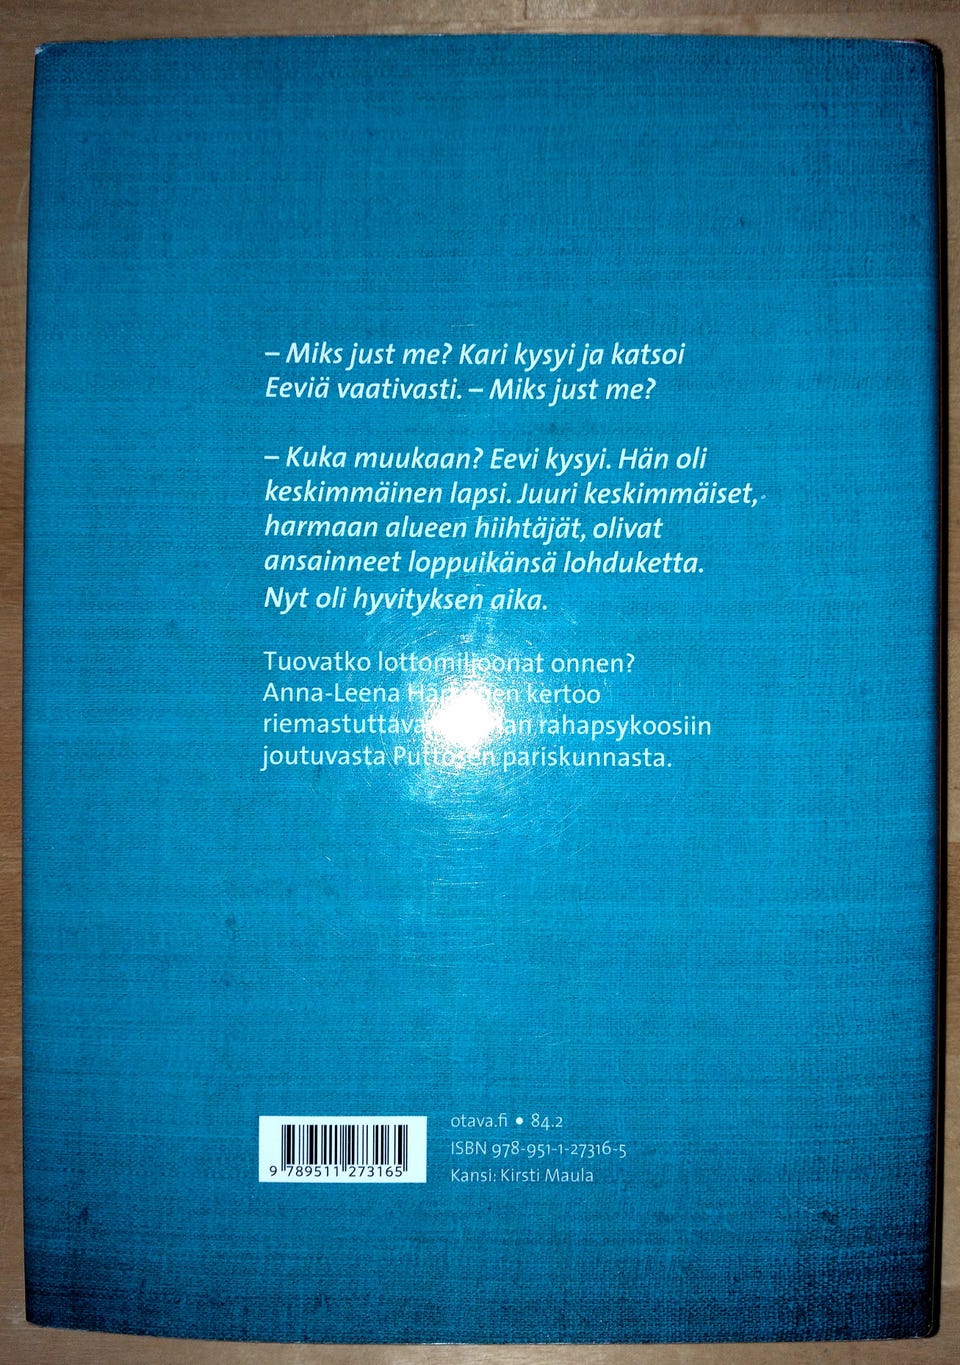 – Miks just me? Kari kysyi ja katsoi
Eeviä vaativasti. – Miks just me?
– Kuka muukaan? Eevi kysyi. Hän oli
keskimmäinen lapsi. Juuri keskimmäiset,
harmaan alueen hiihtäjät, olivat
ansainneet loppuikänsä lohduketta.
Nyt oli hyvityksen aika.
Tuovatko lottomiljoonat onnen?
Anna-Leena kertoo
rahapsykoosiin
joutuvasta Puttosen pariskunnasta.
otava.fi • 84.2
ISBN 978-951-1-27316-5
Kansi: Kirsti Maula
9 789511 273165